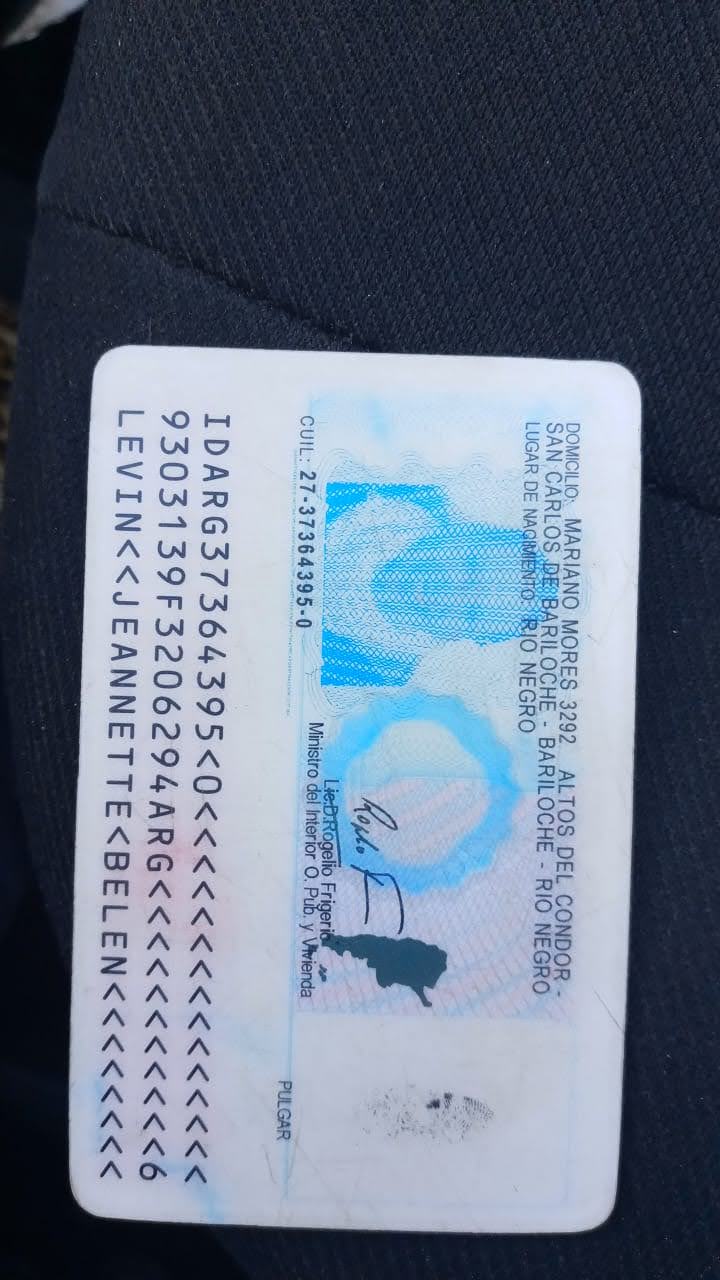 DOMICILIO: MARIANO MORES 3292 ALTOS DEL CONDOR -
SAN CARLOS DE BARILOCHE - BARILOCHE - RIO NEGRO
LUGAR DE NACIMIENTO: RIO NEGRO
Lic. Rogelio Frigerio
Ministro del Interior O. Pub. y Vivienda
CUIL: 27-37364395-0
PULGAR
IDARG37364395<0<<<<<<<<<<<<<<<
9303139F3206294ARG<<<<<<<<<<<6
LEVIN<<JEANNETTE<BELEN<<<<<<<<